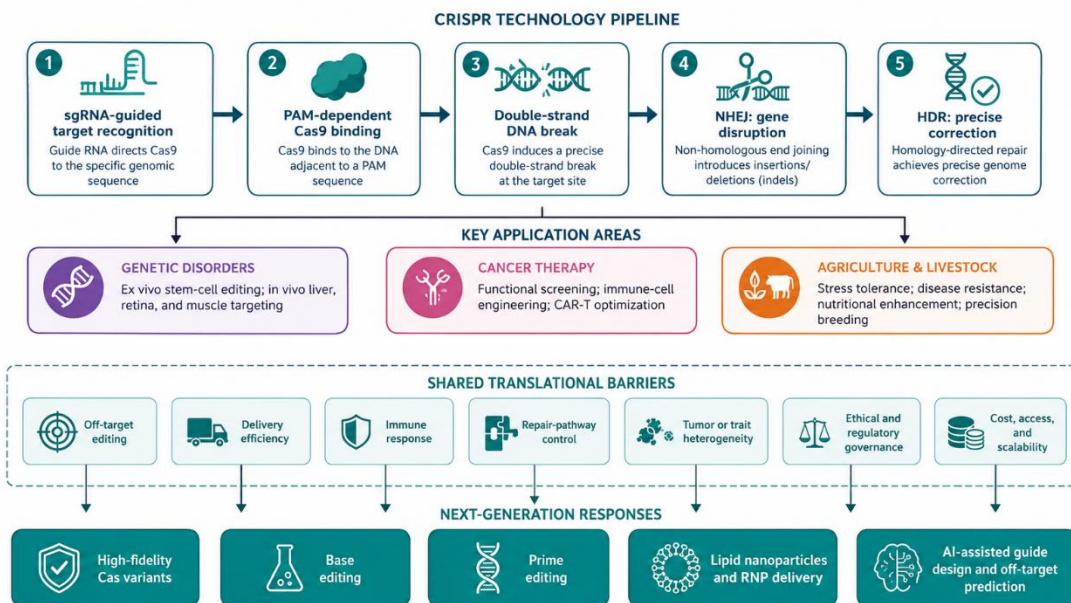 CRISPR TECHNOLOGY PIPELINE
1
sgRNA-guided
target recognition
Guide RNA directs Cas9
to the specific genomic
sequence
2
PAM-dependent
Cas9 binding
Cas9 binds to the DNA
adjacent to a PAM
sequence
3
Double-strand
DNA break
Cas9 induces a precise
double-strand break
at the target site
4
NHEJ: gene
disruption
Non-homologous end joining
introduces insertions/
deletions (indels)
5
HDR: precise
correction
Homology-directed repair
achieves precise genome
correction
KEY APPLICATION AREAS
GENETIC DISORDERS
Ex vivo stem-cell editing; in vivo liver,
retina, and muscle targeting
CANCER THERAPY
Functional screening; immune-cell
engineering; CAR-T optimization
AGRICULTURE & LIVESTOCK
Stress tolerance; disease resistance;
nutritional enhancement; precision
breeding
SHARED TRANSLATIONAL BARRIERS
Off-target
editing
Delivery
efficiency
Immune
response
Repair-pathway
control
Tumor or trait
heterogeneity
Ethical and
regulatory
governance
Cost, access,
and
scalability
NEXT-GENERATION RESPONSES
High-fidelity
Cas variants
Base
editing
Prime
editing
Lipid nanoparticles
and RNP delivery
AI-assisted guide
design and off-target
prediction